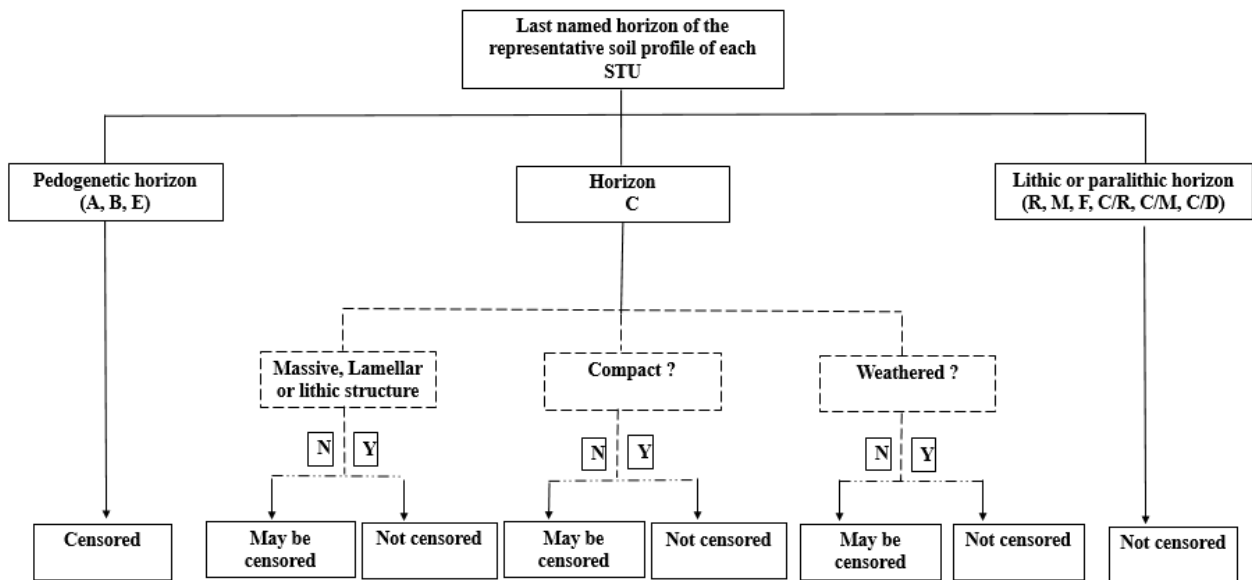 Last named horizon of the
representative soil profile of each
STU
Pedogenetic horizon
(A, B, E)
Horizon
C
Lithic or paralithic horizon
(R, M, F, C/R, C/M, C/D)
Massive, Lamellar
or lithic structure
Compact ?
Weathered ?
N
Y
N
Y
N
Y
Censored
May be
censored
Not censored
May be
censored
Not censored
May be
censored
Not censored
Not censored